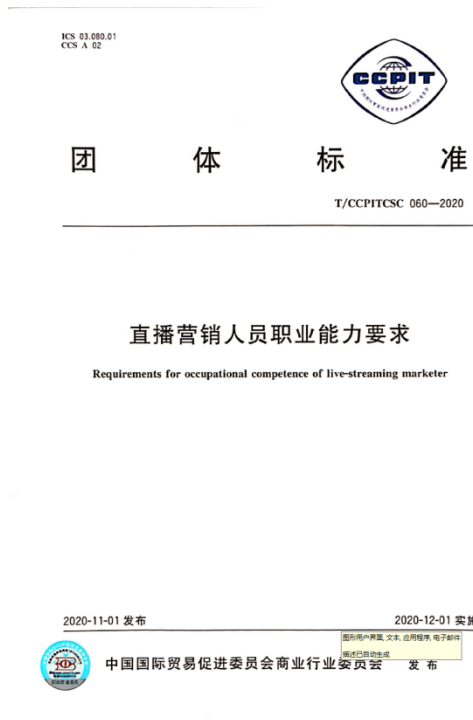 ICS 03.080.01
CCS A 02
CCPIT
团体标准
T/CCPITCSC 060—2020
直播营销人员职业能力要求
Requirements for occupational competence of live-streaming marketer
2020-11-01 发布
2020-12-01 实施
图形用户界面, 文本, 应用程序, 电子邮件
描述已自动生成
中国国际贸易促进委员会商业行业委员会 发布